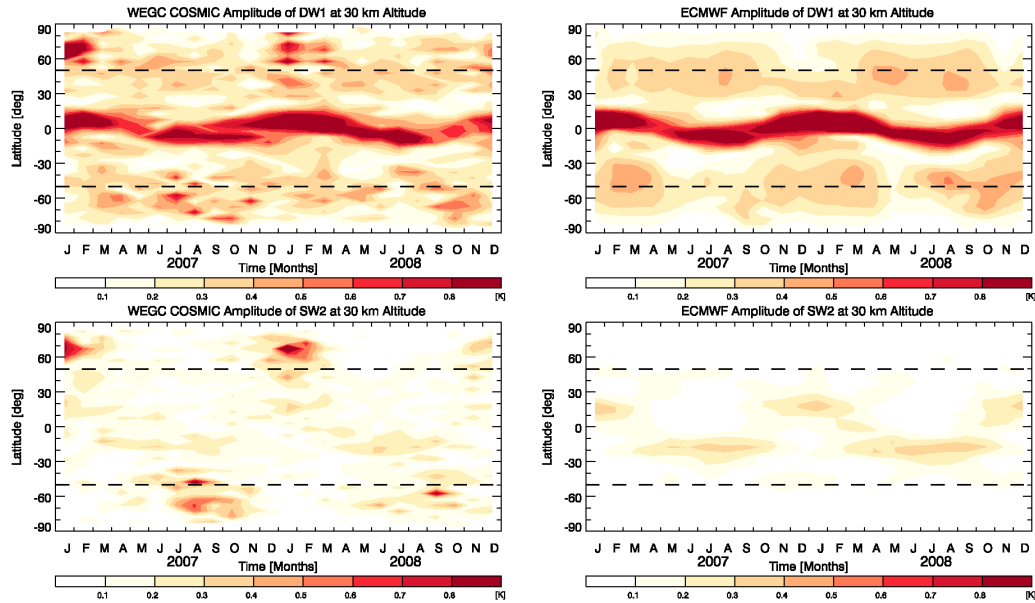 WEGC COSMIC Amplitude of DW1 at 30 km Altitude
90
60
30
0
-30
-60
-90
Latitude [deg]
J F M A M J J A S O N D J F M A M J J A S O N D
2007 Time [Months] 2008
0.1 0.2 0.3 0.4 0.5 0.6 0.7 0.8 [K]
ECMWF Amplitude of DW1 at 30 km Altitude
90
60
30
0
-30
-60
-90
Latitude [deg]
J F M A M J J A S O N D J F M A M J J A S O N D
2007 Time [Months] 2008
0.1 0.2 0.3 0.4 0.5 0.6 0.7 0.8 [K]
WEGC COSMIC Amplitude of SW2 at 30 km Altitude
90
60
30
0
-30
-60
-90
Latitude [deg]
J F M A M J J A S O N D J F M A M J J A S O N D
2007 Time [Months] 2008
0.1 0.2 0.3 0.4 0.5 0.6 0.7 0.8 [K]
ECMWF Amplitude of SW2 at 30 km Altitude
90
60
30
0
-30
-60
-90
Latitude [deg]
J F M A M J J A S O N D J F M A M J J A S O N D
2007 Time [Months] 2008
0.1 0.2 0.3 0.4 0.5 0.6 0.7 0.8 [K]